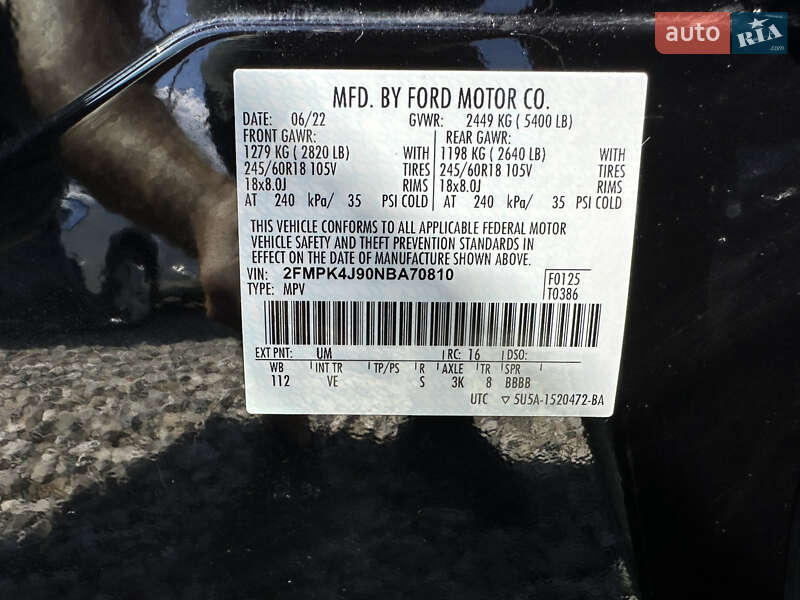 auto RIA .com
MFD. BY FORD MOTOR CO.
DATE: 06/22 GVWR: 2449 KG ( 5400 LB)
FRONT GAWR: REAR GAWR:
1279 KG ( 2820 LB) WITH 1198 KG ( 2640 LB) WITH
245/60R18 105V TIRES 245/60R18 105V TIRES
18x8.0J RIMS 18x8.0J RIMS
AT 240 kPa/ 35 PSI COLD AT 240 kPa/ 35 PSI COLD
THIS VEHICLE CONFORMS TO ALL APPLICABLE FEDERAL MOTOR
VEHICLE SAFETY AND THEFT PREVENTION STANDARDS IN
EFFECT ON THE DATE OF MANUFACTURE SHOWN ABOVE.
VIN: 2FMPK4J90NBA70810 F0125
TYPE: MPV T0386
EXT PNT: UM RC: 16 DSO:
WB INT TR TP/PS R AXLE TR SPR
112 VE S 3K 8 BBBB
UTC ▽ 5U5A-1520472-BA